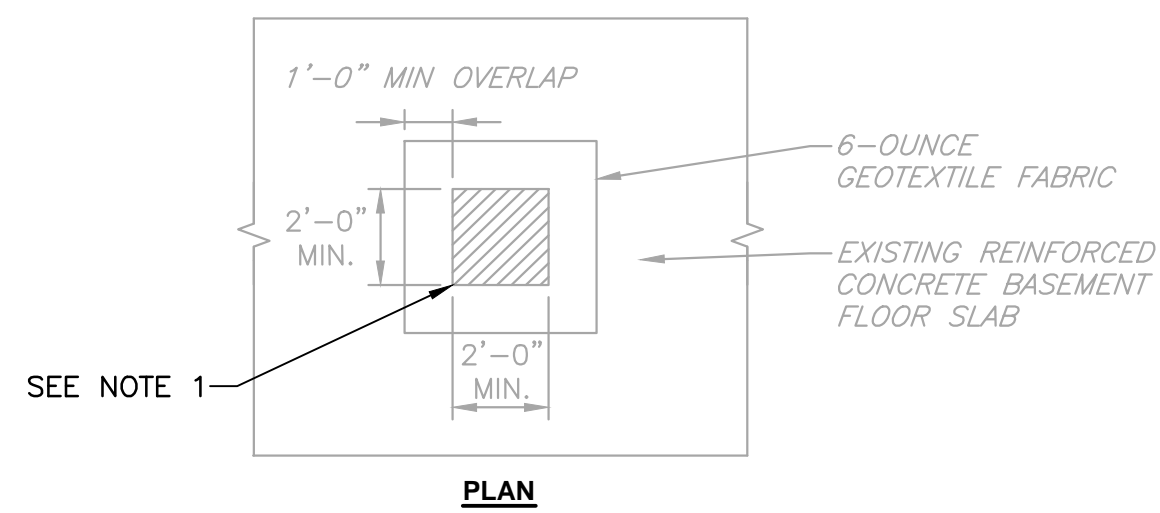 1'-0" MIN OVERLAP
6-OUNCE
GEOTEXTILE FABRIC
2'-0"
MIN.
EXISTING REINFORCED
CONCRETE BASEMENT
FLOOR SLAB
2'-0"
MIN.
SEE NOTE 1
PLAN